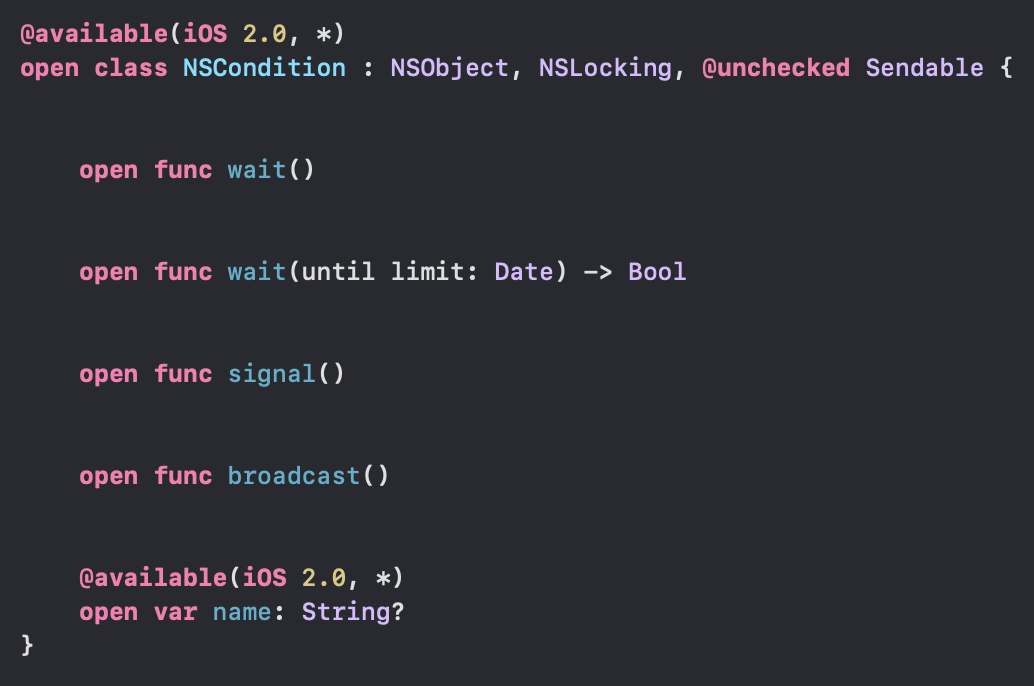 @available(iOS 2.0, *)
open class NSCondition : NSObject, NSLocking, @unchecked Sendable {
    open func wait()
    open func wait(until limit: Date) -> Bool
    open func signal()
    open func broadcast()
    @available(iOS 2.0, *)
    open var name: String?
}